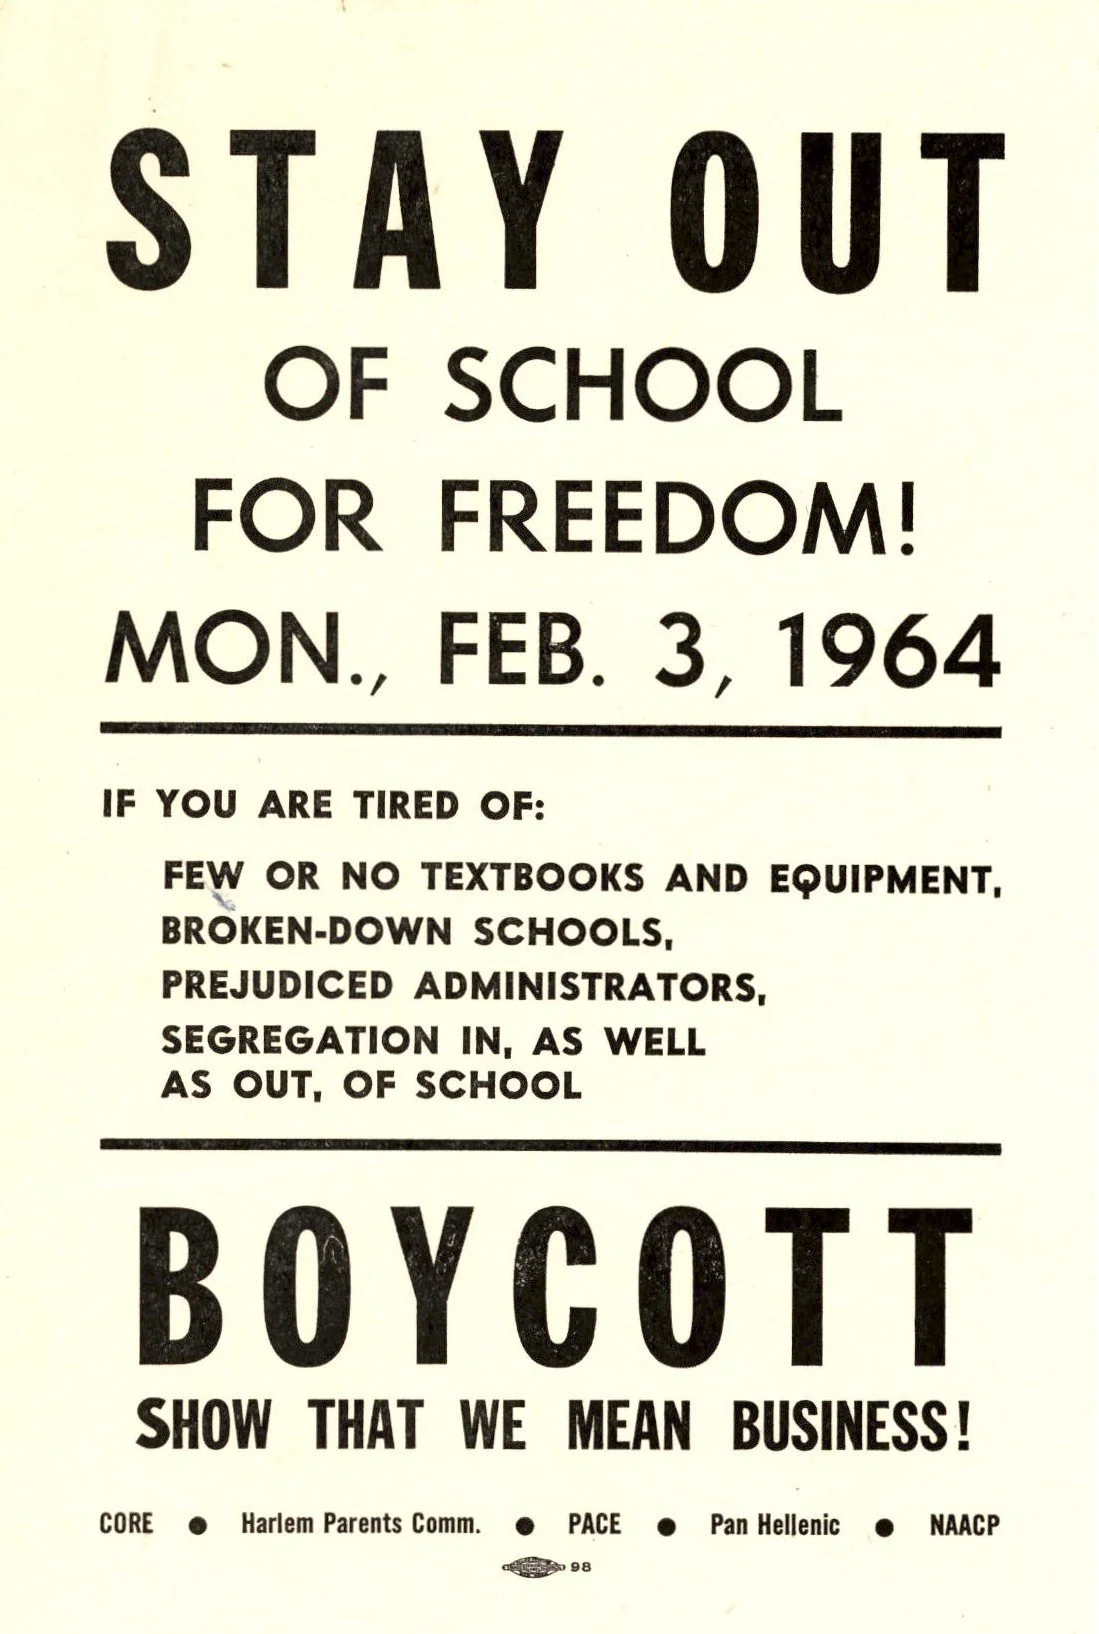 STAY OUT
OF SCHOOL
FOR FREEDOM!
MON., FEB. 3, 1964
IF YOU ARE TIRED OF:
FEW OR NO TEXTBOOKS AND EQUIPMENT,
BROKEN-DOWN SCHOOLS,
PREJUDICED ADMINISTRATORS,
SEGREGATION IN, AS WELL
AS OUT, OF SCHOOL
BOYCOTT
SHOW THAT WE MEAN BUSINESS!
CORE ● Harlem Parents Comm. ● PACE ● Pan Hellenic ● NAACP
98